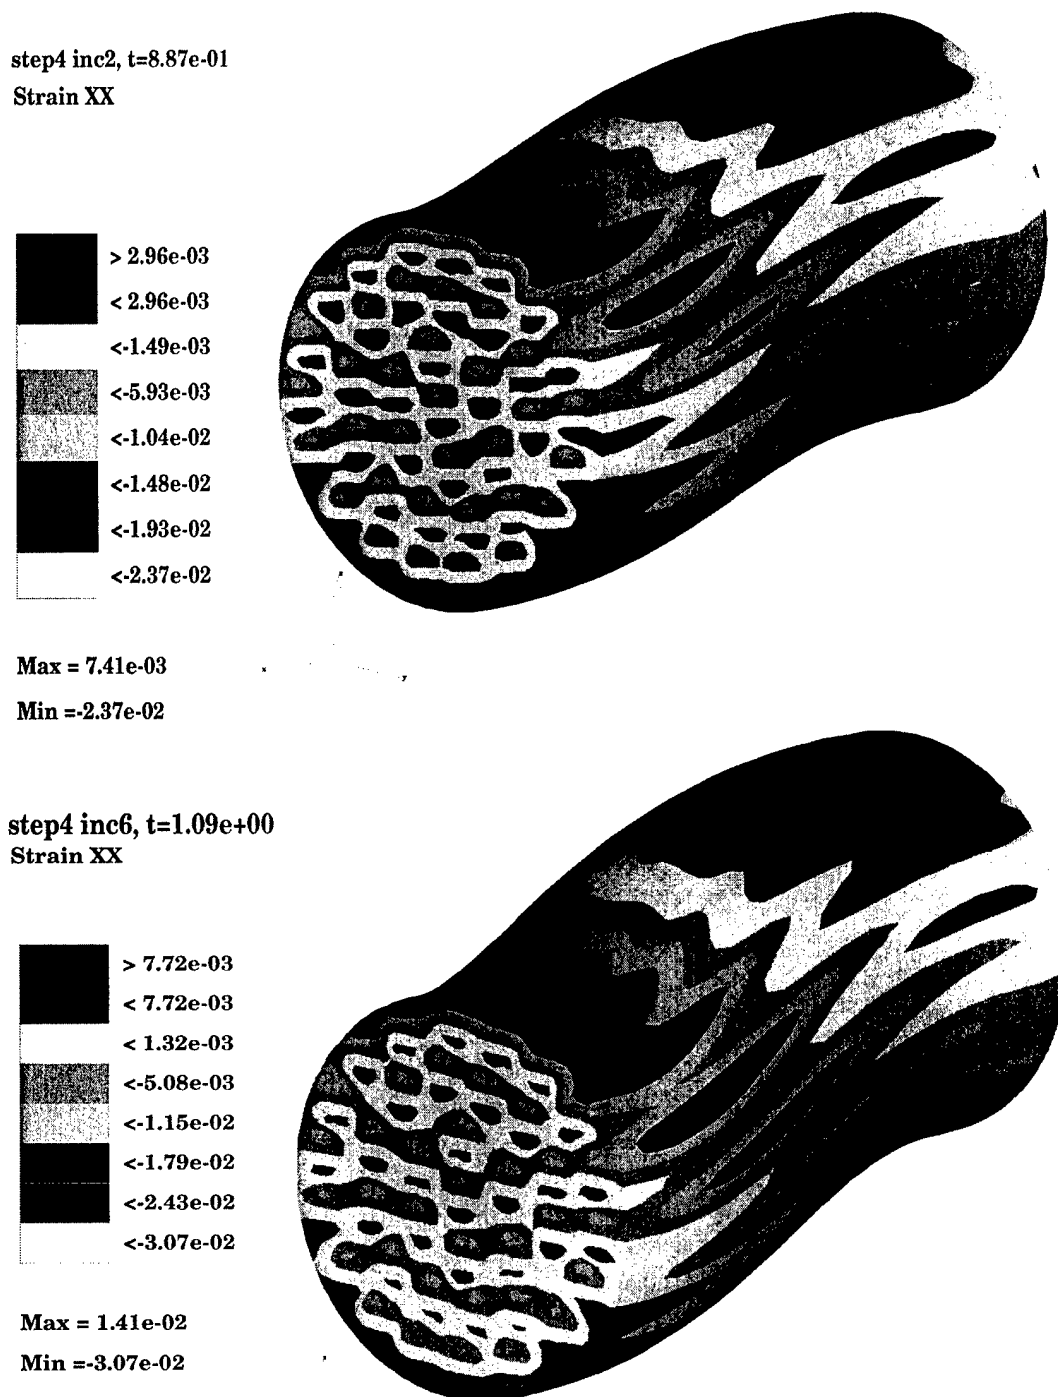 step4 inc2, t=8.87e-01
Strain XX
> 2.96e-03
< 2.96e-03
<-1.49e-03
<-5.93e-03
<-1.04e-02
<-1.48e-02
<-1.93e-02
<-2.37e-02
Max = 7.41e-03
Min =-2.37e-02
x
y
step4 inc6, t=1.09e+00
Strain XX
> 7.72e-03
< 7.72e-03
< 1.32e-03
<-5.08e-03
<-1.15e-02
<-1.79e-02
<-2.43e-02
<-3.07e-02
Max = 1.41e-02
Min =-3.07e-02